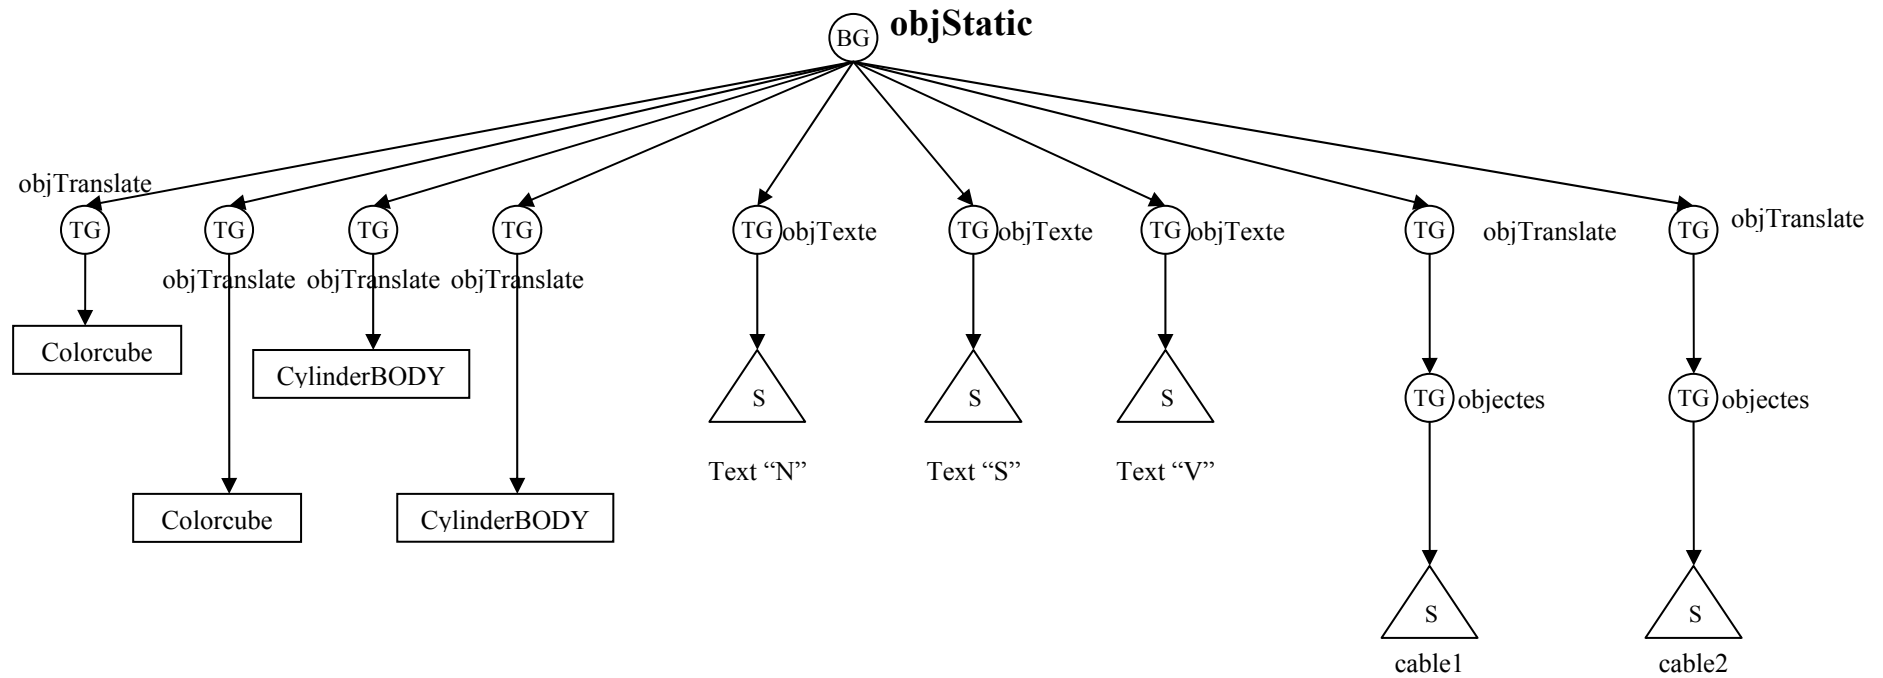 BG objStatic
objTranslate
TG TG TG TG TG objTexte TG objTexte TG objTexte TG objTranslate TG objTranslate
objTranslate objTranslate objTranslate
Colorcube
CylinderBODY
S S S
TG objectes TG objectes
Text “N” Text “S” Text “V”
Colorcube CylinderBODY
S S
cable1 cable2